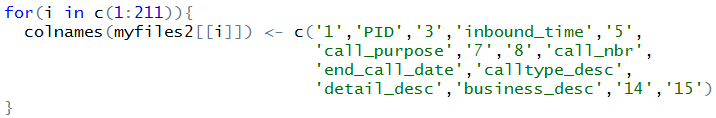 for(i in c(1:211)){
  colnames(myfiles2[[i]]) <- c('1','PID','3','inbound_time','5',
                               'call_purpose','7','8','call_nbr',
                               'end_call_date','calltype_desc',
                               'detail_desc','business_desc','14','15')
}